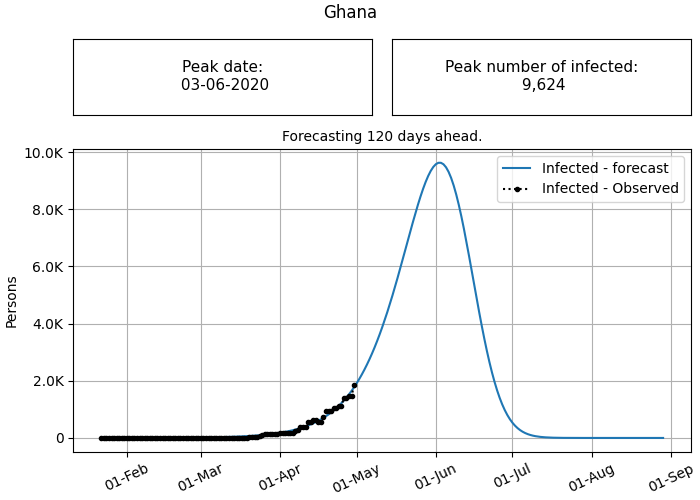 Ghana
Peak date:
03-06-2020
Peak number of infected:
9,624
Forecasting 120 days ahead.
10.0K
8.0K
6.0K
4.0K
2.0K
0
Persons
Infected - forecast
Infected - Observed
01-Feb
01-Mar
01-Apr
01-May
01-Jun
01-Jul
01-Aug
01-Sep